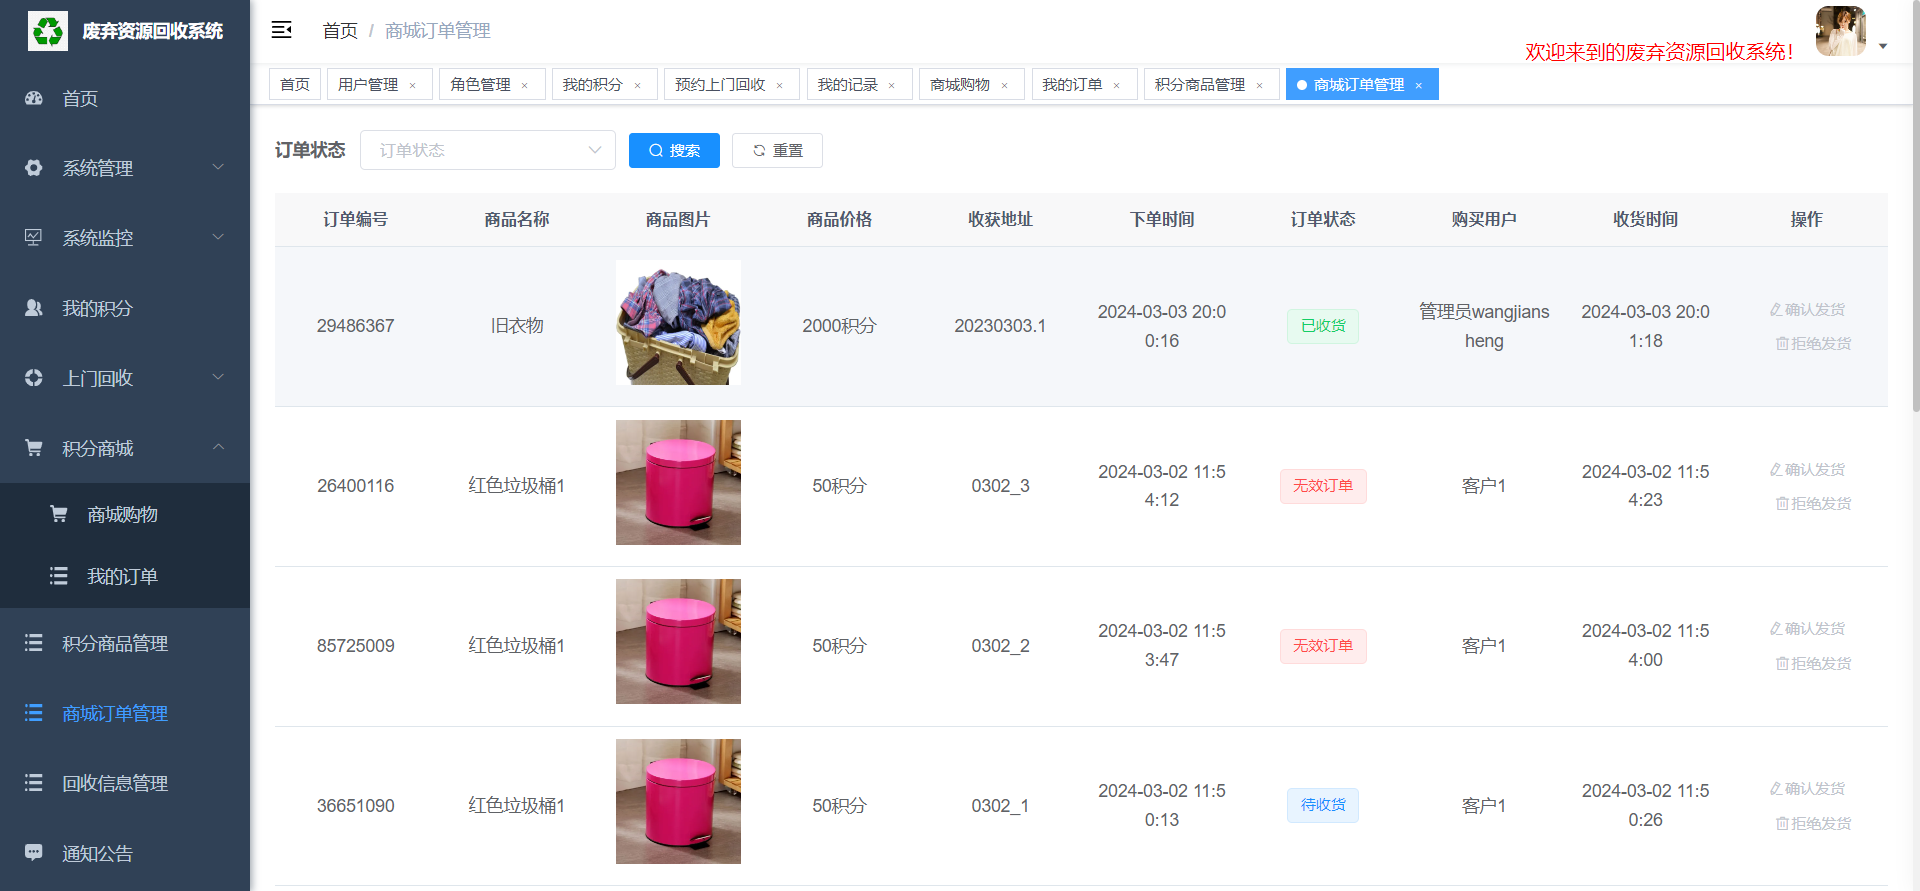 废弃资源回收系统
首页 / 商城订单管理
欢迎来到的废弃资源回收系统!
首页
用户管理 ×
角色管理 ×
我的积分 ×
预约上门回收 ×
我的记录 ×
商城购物 ×
我的订单 ×
积分商品管理 ×
商城订单管理 ×
首页
系统管理
系统监控
我的积分
上门回收
积分商城
商城购物
我的订单
积分商品管理
商城订单管理
回收信息管理
通知公告
订单状态 订单状态 搜索 重置
订单编号 商品名称 商品图片 商品价格 收获地址 下单时间 订单状态 购买用户 收货时间 操作
29486367 旧衣物 2000积分 20230303.1
2024-03-03 20:0
0:16
已收货
管理员wangjians
heng
2024-03-03 20:0
1:18
确认发货
拒绝发货
26400116 红色垃圾桶1 50积分 0302_3
2024-03-02 11:5
4:12
无效订单
客户1
2024-03-02 11:5
4:23
确认发货
拒绝发货
85725009 红色垃圾桶1 50积分 0302_2
2024-03-02 11:5
3:47
无效订单
客户1
2024-03-02 11:5
4:00
确认发货
拒绝发货
36651090 红色垃圾桶1 50积分 0302_1
2024-03-02 11:5
0:13
待收货
客户1
2024-03-02 11:5
0:26
确认发货
拒绝发货